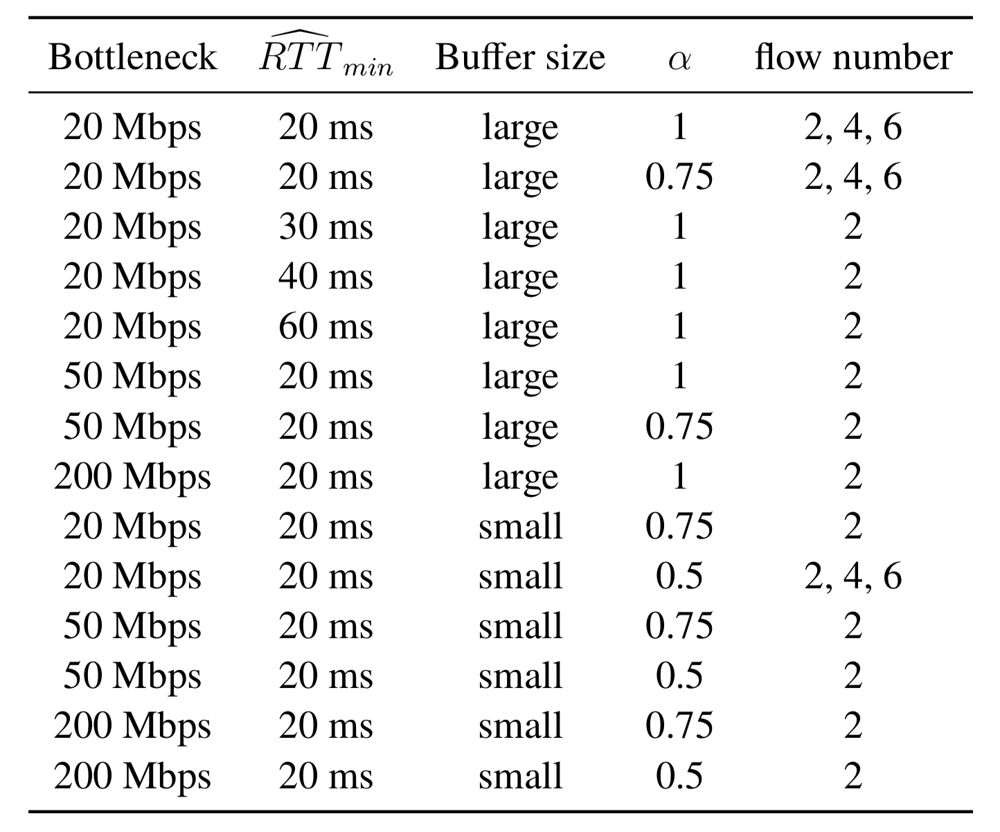 Bottleneck $\widehat{RTT}_{min}$ Buffer size α flow number
20 Mbps 20 ms large 1 2, 4, 6
20 Mbps 20 ms large 0.75 2, 4, 6
20 Mbps 30 ms large 1 2
20 Mbps 40 ms large 1 2
20 Mbps 60 ms large 1 2
50 Mbps 20 ms large 1 2
50 Mbps 20 ms large 0.75 2
200 Mbps 20 ms large 1 2
20 Mbps 20 ms small 0.75 2
20 Mbps 20 ms small 0.5 2, 4, 6
50 Mbps 20 ms small 0.75 2
50 Mbps 20 ms small 0.5 2
200 Mbps 20 ms small 0.75 2
200 Mbps 20 ms small 0.5 2